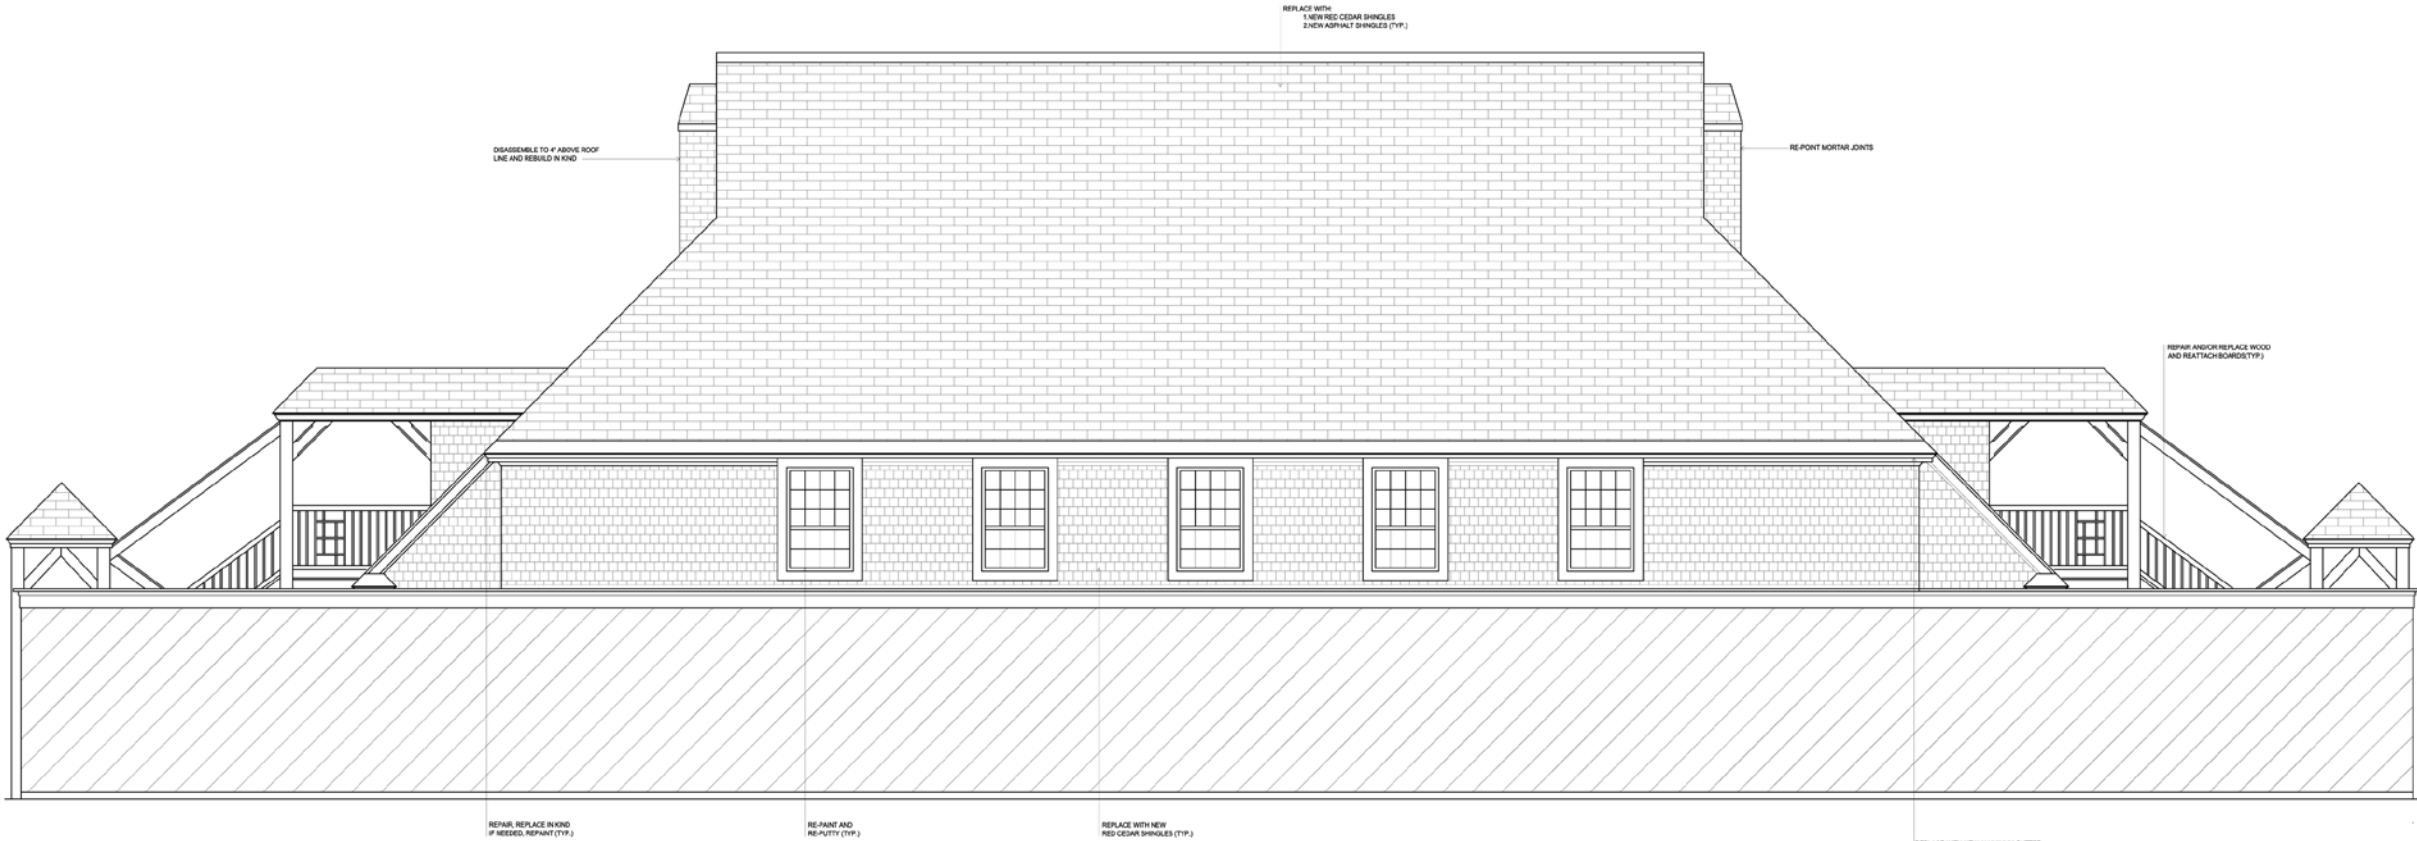 REPLACE WITH:
1.NEW RED CEDAR SHINGLES
2.NEW ASPHALT SHINGLES (TYP.)
DISASSEMBLE TO 4" ABOVE ROOF
LINE AND REBUILD IN KIND
RE-POINT MORTAR JOINTS
REPAIR AND/OR REPLACE WOOD
AND REATTACH BOARDS(TYP.)
REPAIR, REPLACE IN KIND
IF NEEDED, REPAINT (TYP.)
RE-PAINT AND
RE-PUTTY (TYP.)
REPLACE WITH NEW
RED CEDAR SHINGLES (TYP.)